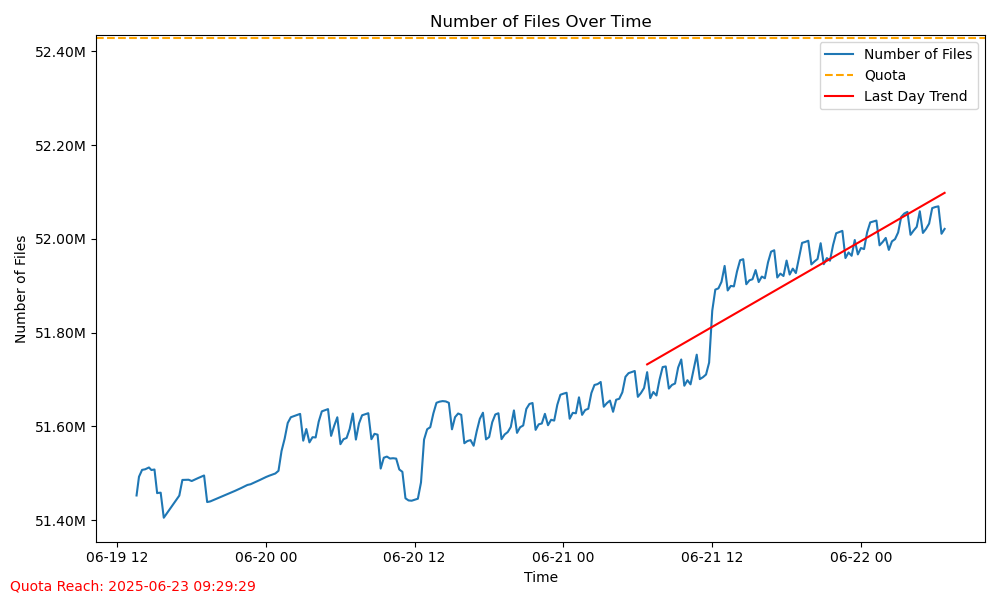 Number of Files Over Time
52.40M
52.20M
52.00M
51.80M
51.60M
51.40M
Number of Files
Number of Files
Quota
Last Day Trend
06-19 12
06-20 00
06-20 12
06-21 00
06-21 12
06-22 00
Time
Quota Reach: 2025-06-23 09:29:29